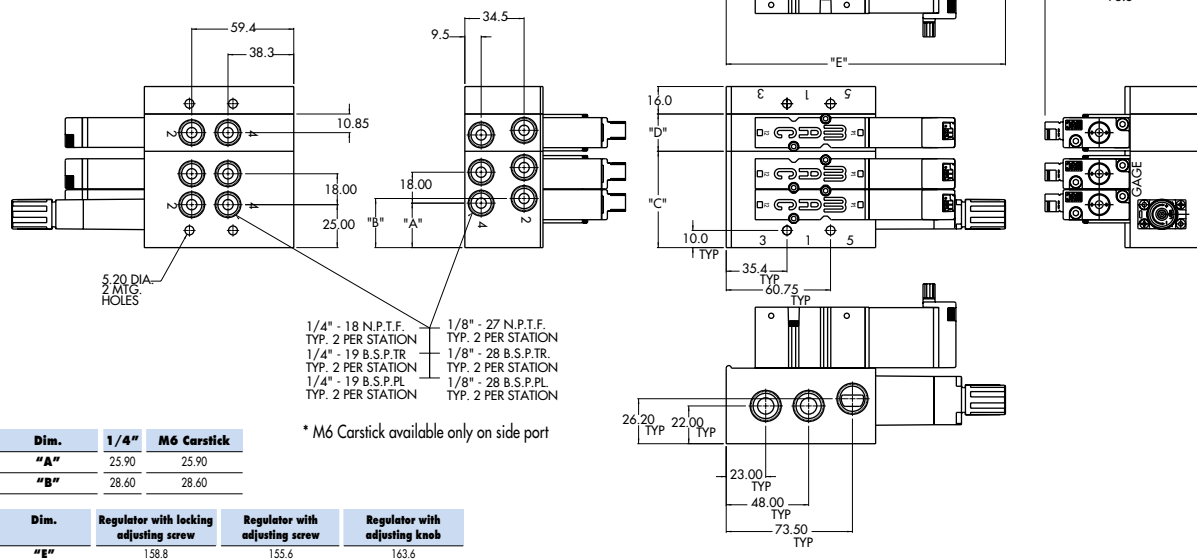 59.4
38.3
10.85
18.00
25.00
2
4
2
4
5.20 DIA.
2 MTG.
HOLES
34.5
9.5
18.00
"B"
"A"
4
2
"E"
16.0
"D"
"C"
10.0
TYP
3 1 5
3 1 5
35.4
TYP
60.75
TYP
GAGE
1/4" - 18 N.P.T.F.
TYP. 2 PER STATION
1/4" - 19 B.S.P.TR
TYP. 2 PER STATION
1/4" - 19 B.S.P.PL
TYP. 2 PER STATION
1/8" - 27 N.P.T.F.
TYP. 2 PER STATION
1/8" - 28 B.S.P.TR.
TYP. 2 PER STATION
1/8" - 28 B.S.P.PL.
TYP. 2 PER STATION
* M6 Carstick available only on side port
26.20
TYP
22.00
TYP
23.00
TYP
48.00
TYP
73.50
TYP
Dim. 1/4" M6 Carstick
"A" 25.90 25.90
"B" 28.60 28.60
Dim. Regulator with locking adjusting screw Regulator with adjusting screw Regulator with adjusting knob
"E" 158.8 155.6 163.6